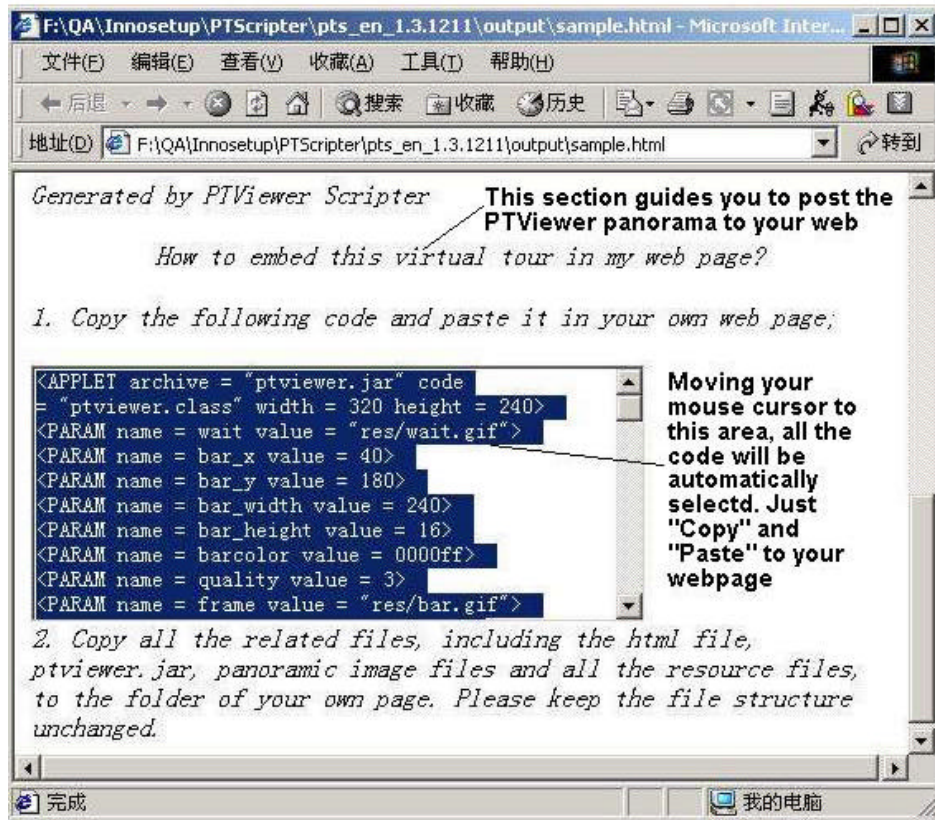 F:\QA\Innosetup\PTScripter\pts_en_1.3.1211\output\sample.html - Microsoft Inter...
文件(F) 编辑(E) 查看(V) 收藏(A) 工具(T) 帮助(H)
后退 搜索 收藏 历史
地址(D) F:\QA\Innosetup\PTScripter\pts_en_1.3.1211\output\sample.html 转到
Generated by PTViewer Scripter
This section guides you to post the
PTViewer panorama to your web
How to embed this virtual tour in my web page?
1. Copy the following code and paste it in your own web page;
<APPLET archive = "ptviewer.jar" code
= "ptviewer.class" width = 320 height = 240>
<PARAM name = wait value = "res/wait.gif">
<PARAM name = bar_x value = 40>
<PARAM name = bar_y value = 180>
<PARAM name = bar_width value = 240>
<PARAM name = bar_height value = 16>
<PARAM name = barcolor value = 0000ff>
<PARAM name = quality value = 3>
<PARAM name = frame value = "res/bar.gif">
Moving your
mouse cursor to
this area, all the
code will be
automatically
selectd. Just
"Copy" and
"Paste" to your
webpage
2. Copy all the related files, including the html file,
ptviewer.jar, panoramic image files and all the resource files,
to the folder of your own page. Please keep the file structure
unchanged.
完成 我的电脑